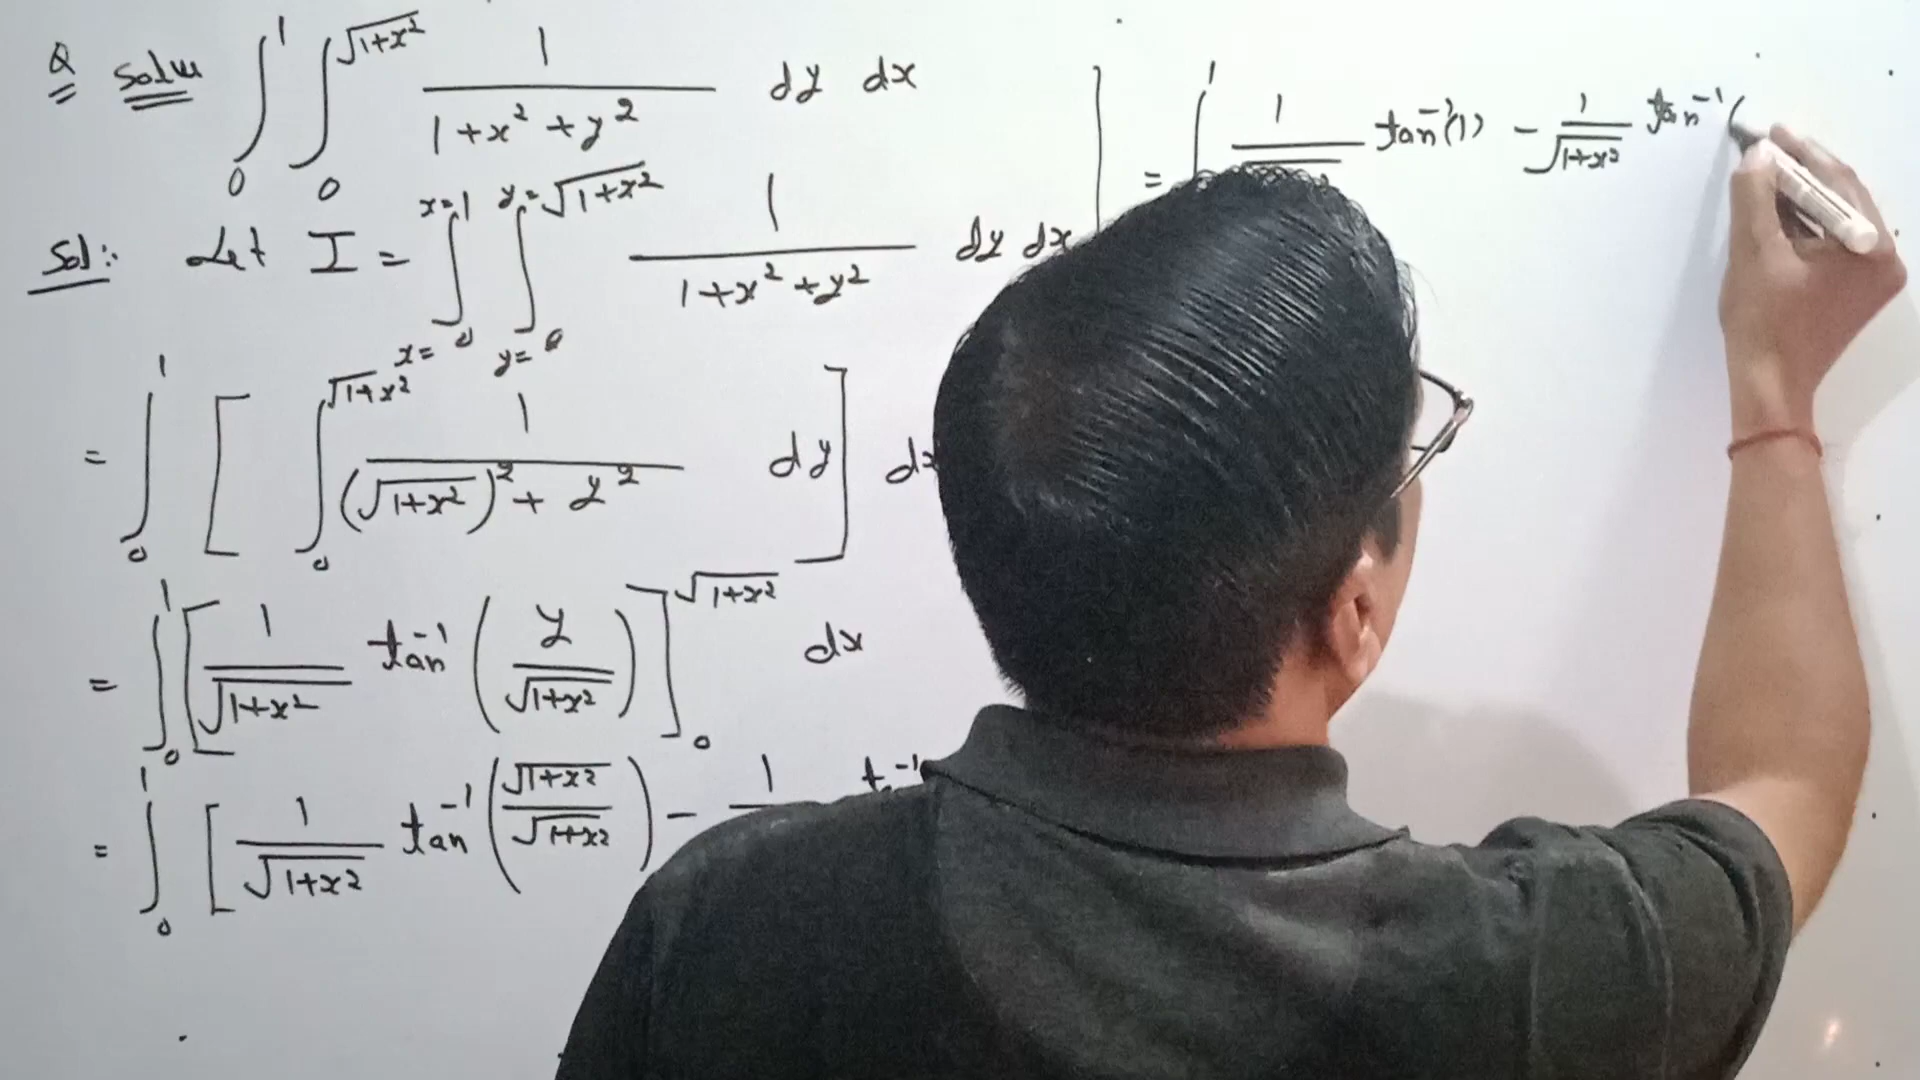 Q Solve ∫₀¹ ∫₀^√(1+x²) 1/(1+x²+y²) dy dx
Sol: Let I = ∫_{x=0}^{x=1} ∫_{y=0}^{y=√(1+x²)} 1/(1+x²+y²) dy dx
= ∫₀¹ [ ∫₀^√(1+x²) 1/((√(1+x²))² + y²) dy ] dx
= ∫₀¹ [ 1/√(1+x²) tan⁻¹ ( y/√(1+x²) ) ]₀^√(1+x²) dx
= ∫₀¹ [ 1/√(1+x²) tan⁻¹ ( √(1+x²)/√(1+x²) ) - 1
= ∫¹ 1 tan⁻¹(1) - 1/√(1+x²) tan⁻¹(